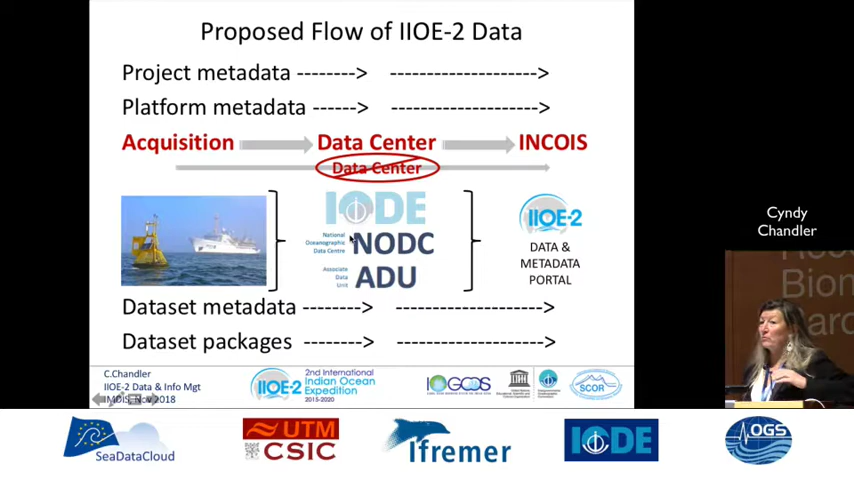 Proposed Flow of IIOE-2 Data
Project metadata --------> -------------------->
Platform metadata ------> -------------------->
Acquisition Data Center INCOIS
Data Center
IODE
National
Oceanographic
Data Centre
NODC
Associate
Data
Unit
ADU
IIOE-2
DATA &
METADATA
PORTAL
Dataset metadata --------> -------------------->
Dataset packages --------> -------------------->
C.Chandler
IIOE-2 Data & Info Mgt
IMDIS, Nov 2018
IIOE-2
2nd International
Indian Ocean
Expedition
2015-2020
IOGOOS
SCOR
Cyndy
Chandler
Biom
SeaDataCloud
UTM
CSIC
Ifremer
IODE
OGS